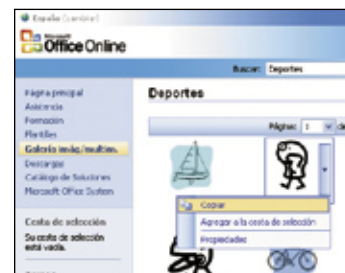 España (cambiar)
Microsoft
Office Online
Buscar: Deportes
Página principal
Asistencia
Formación
Plantillas
Galería imág./multim.
Descargas
Catálogo de Soluciones
Microsoft Office System
Cesta de selección
Su cesta de selección
está vacía.
Deportes
Página: 1 de
Copiar
Agregar a la cesta de selección
Propiedades